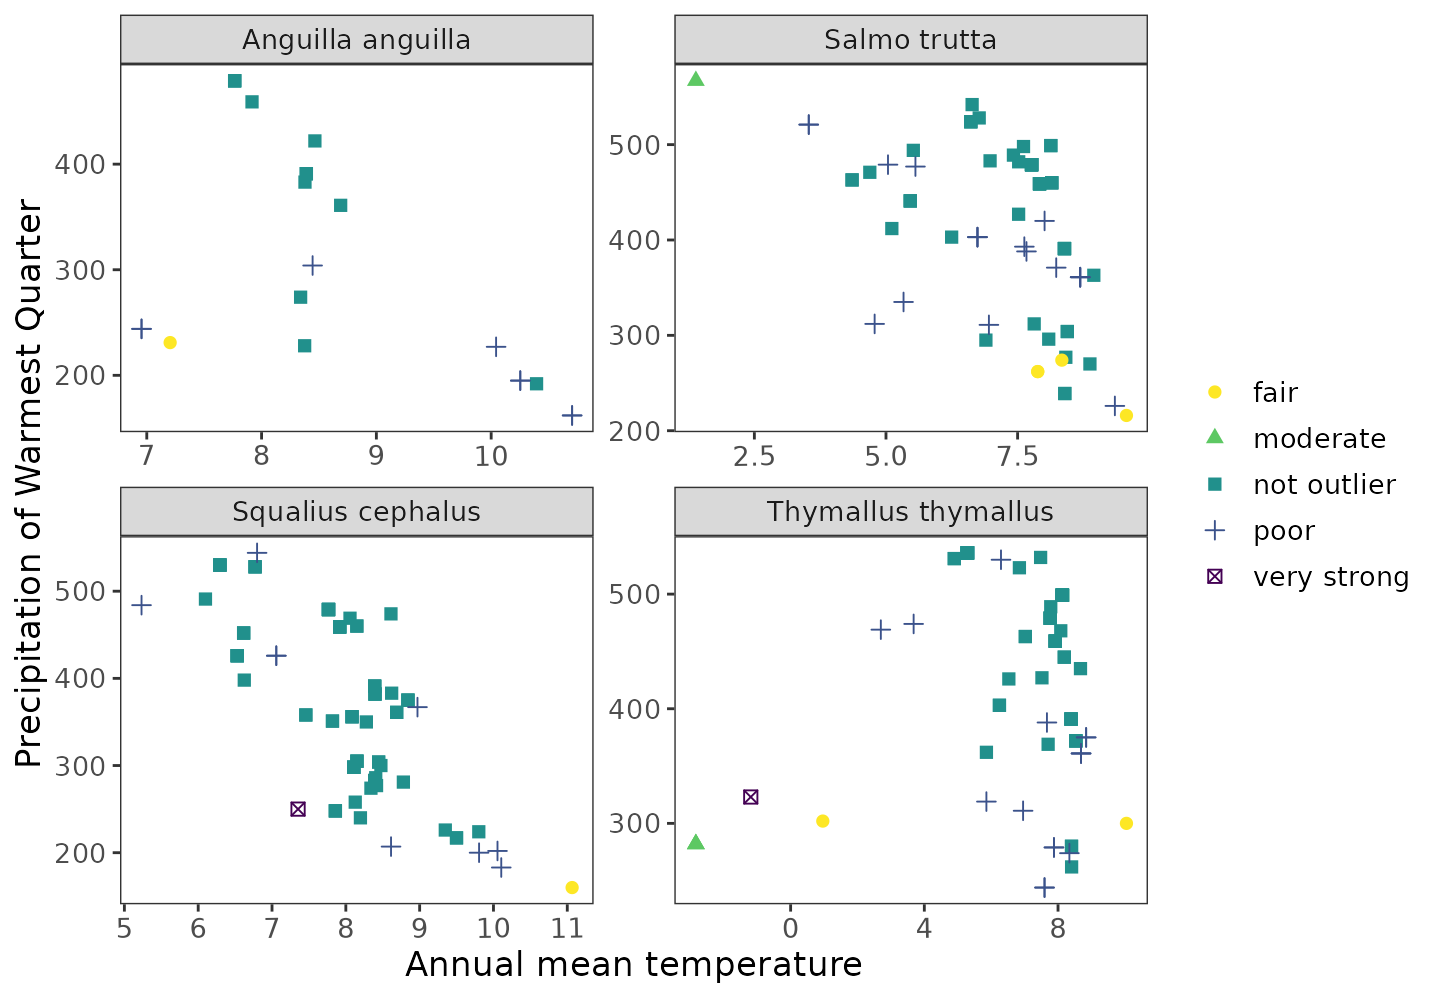 Anguilla anguilla
Salmo trutta
400
300
200
500
400
300
200
7 8 9 10
2.5 5.0 7.5
Squalius cephalus
Thymallus thymallus
500
400
300
200
500
400
300
5 6 7 8 9 10 11
0 4 8
Precipitation of Warmest Quarter
Annual mean temperature
fair
moderate
not outlier
poor
very strong